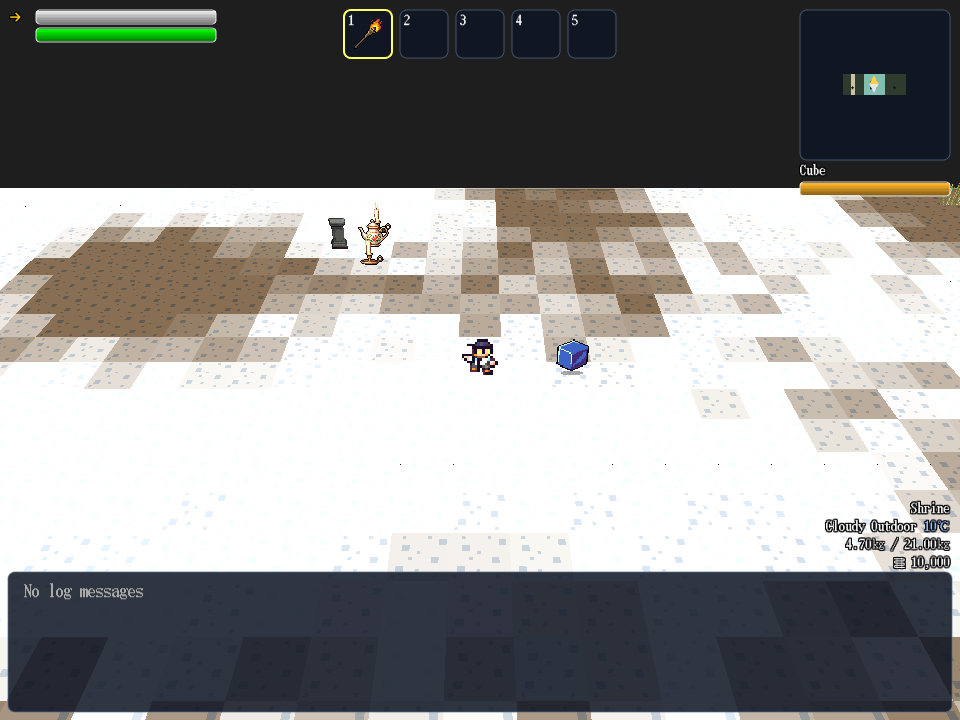 1 2 3 4 5
Cube
Shrine
Cloudy Outdoor 10℃
4.70kg / 21.00kg
10,000
No log messages